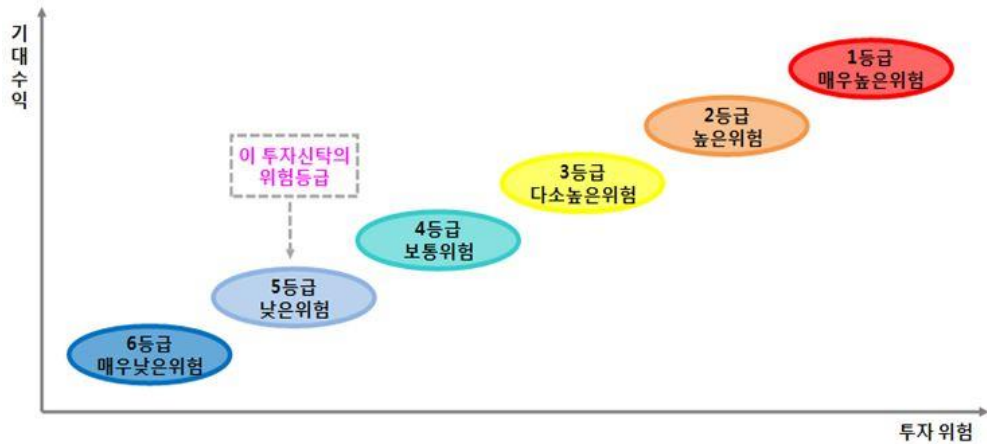 기대수익
1등급
매우높은위험
2등급
높은위험
이 투자신탁의
위험등급
3등급
다소높은위험
4등급
보통위험
5등급
낮은위험
6등급
매우낮은위험
투자 위험